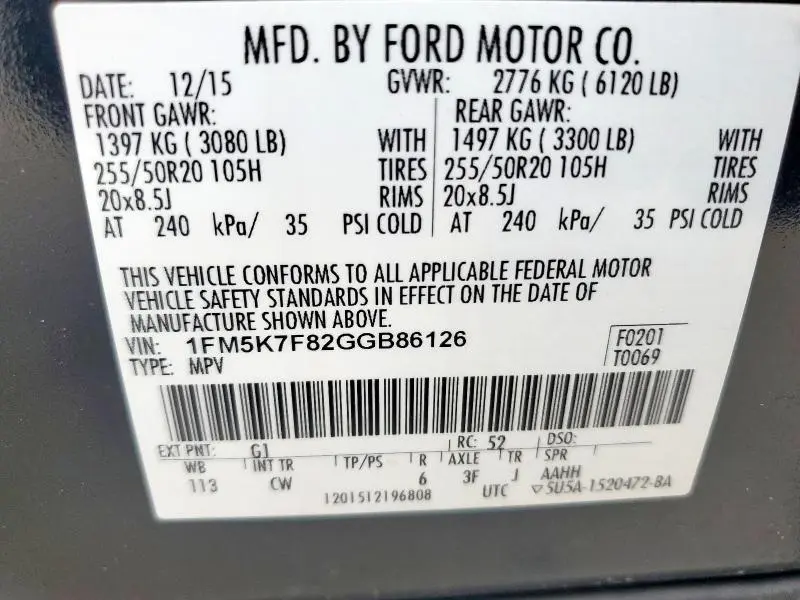 MFD. BY FORD MOTOR CO.
DATE: 12/15 GVWR: 2776 KG ( 6120 LB)
FRONT GAWR: REAR GAWR:
1397 KG ( 3080 LB) WITH 1497 KG ( 3300 LB) WITH
255/50R20 105H TIRES 255/50R20 105H TIRES
20x8.5J RIMS 20x8.5J RIMS
AT 240 kPa/ 35 PSI COLD AT 240 kPa/ 35 PSI COLD
THIS VEHICLE CONFORMS TO ALL APPLICABLE FEDERAL MOTOR
VEHICLE SAFETY STANDARDS IN EFFECT ON THE DATE OF
MANUFACTURE SHOWN ABOVE.
VIN: 1FM5K7F82GGB86126 F0201
TYPE: MPV T0069
EXT PNT: G1 RC: 52 DSO:
WB INT TR TP/PS R AXLE TR SPR
113 CW 6 3F J AAHH
1201512196808 UTC ▽5U5A-1520472-BA